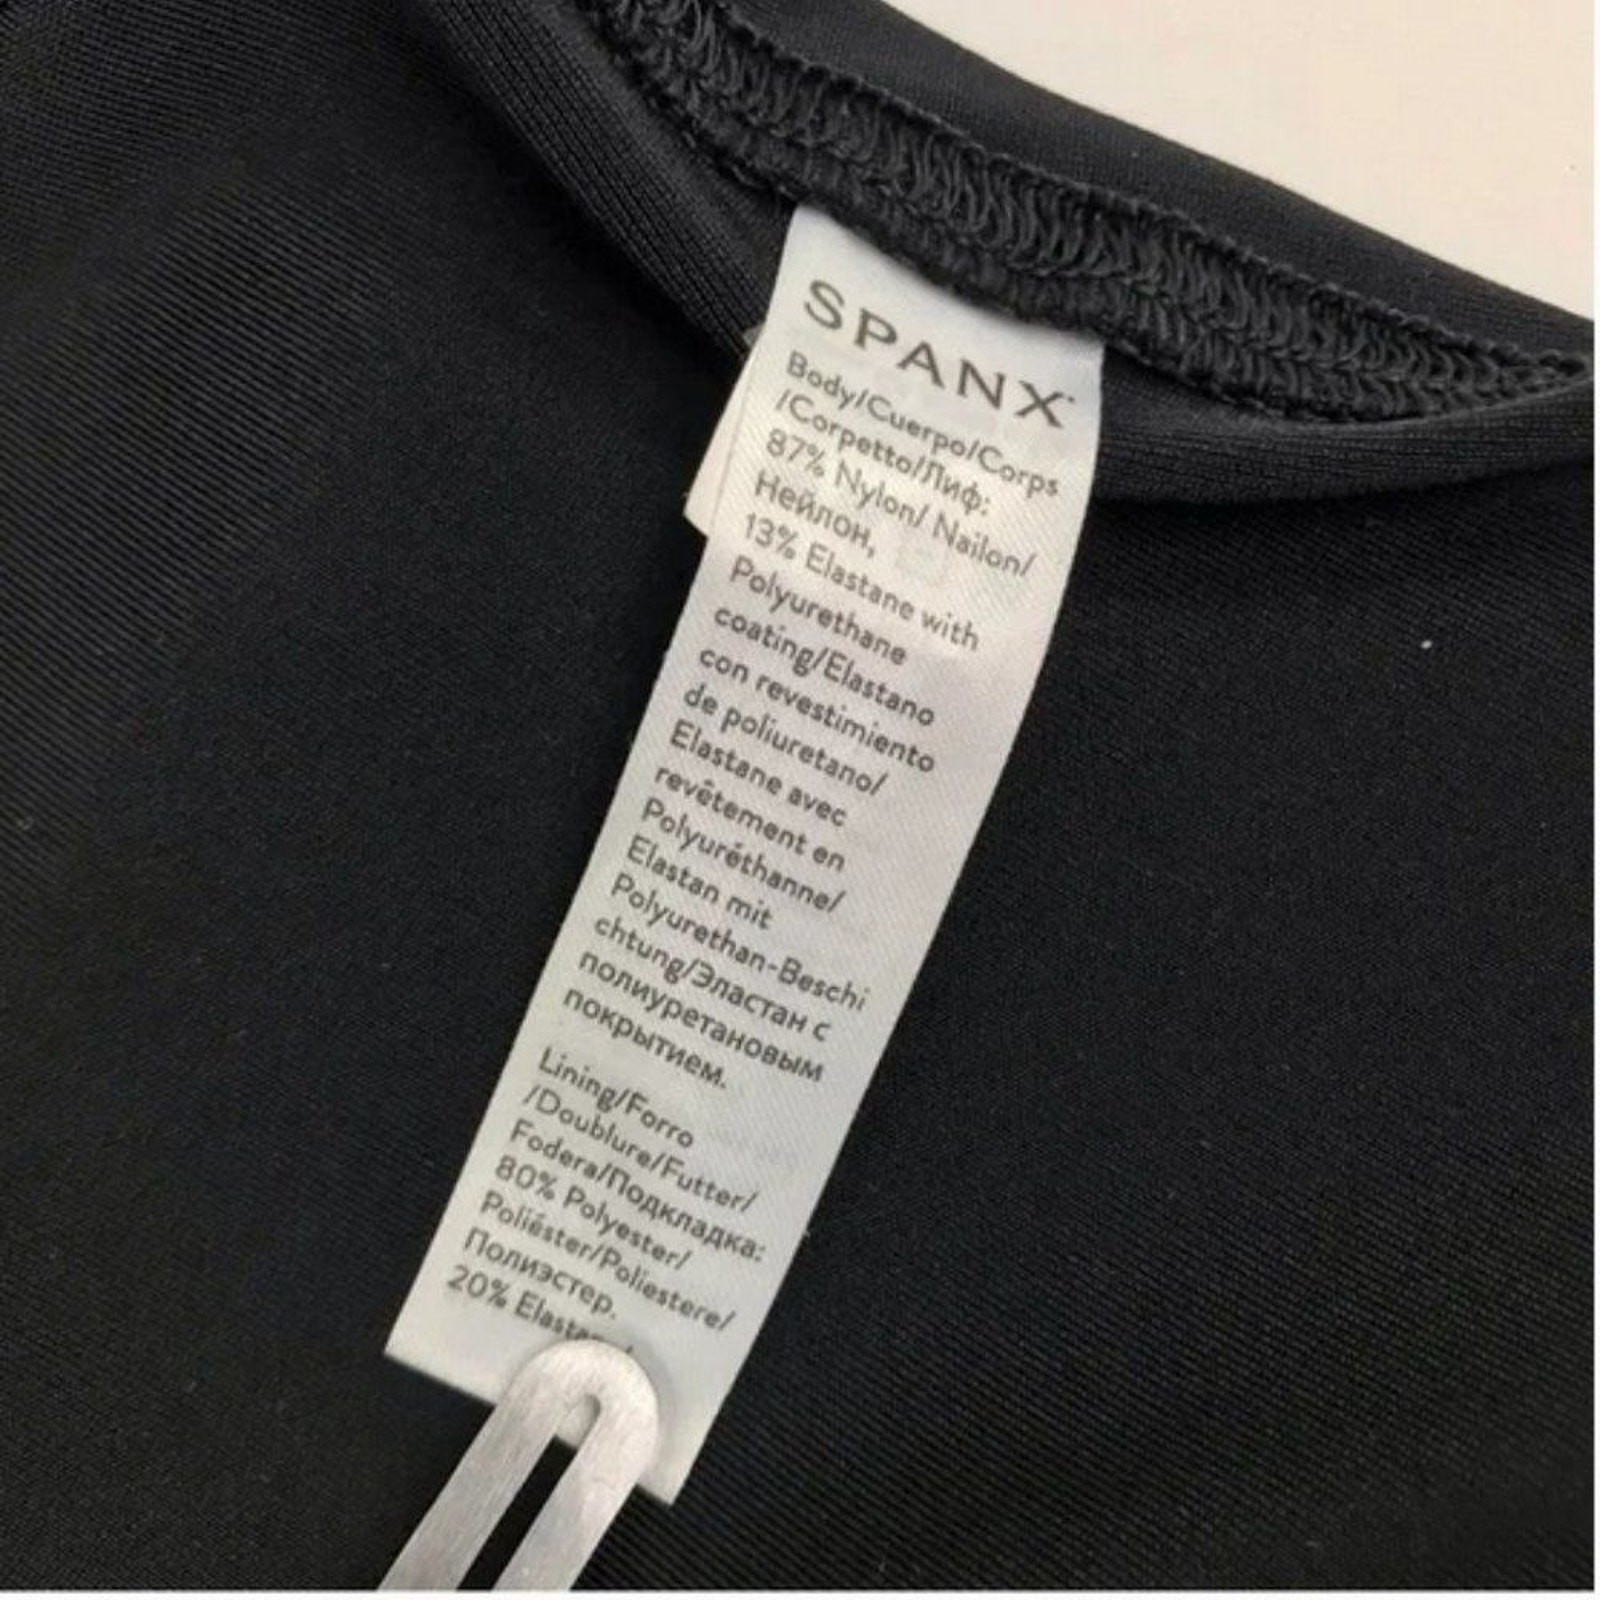 SPANX
Body/Cuerpo/Corps
/Corpetto/Лиф:
87% Nylon/ Nailon/
Нейлон,
13% Elastane with
Polyurethane
coating/Elastano
con revestimiento
de poliuretano/
Elastane avec
revêtement en
Polyuréthanne/
Elastan mit
Polyurethan-Beschi
chtung/Эластан с
полиуретановым
покрытием.
Lining/Forro
/Doublure/Futter/
Fodera/Подкладка:
80% Polyester/
Poliéster/Poliestere/
Полиэстер.
20%